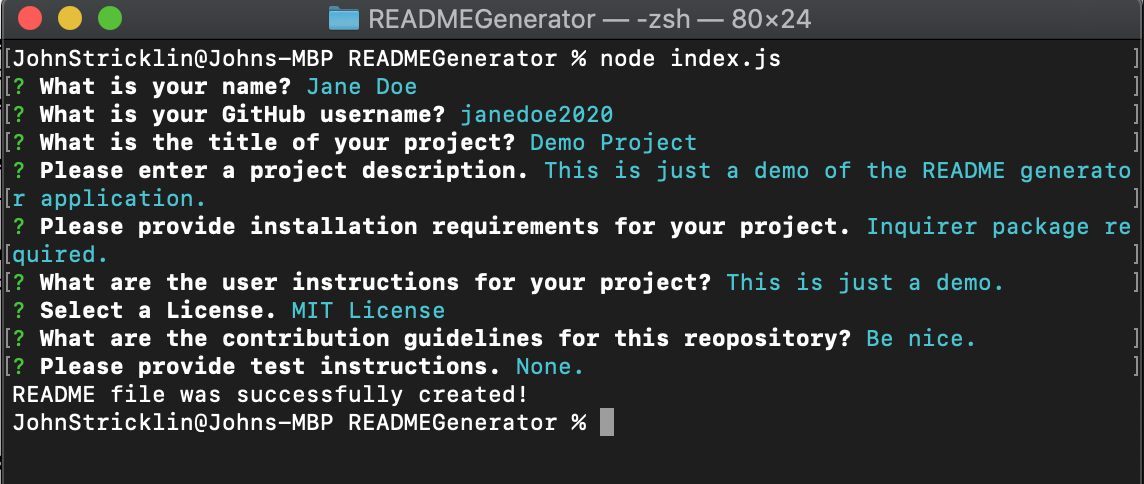 READMEGenerator — -zsh — 80×24
[JohnStricklin@Johns-MBP READMEGenerator % node index.js ]
[? What is your name? Jane Doe ]
[? What is your GitHub username? janedoe2020 ]
[? What is the title of your project? Demo Project ]
? Please enter a project description. This is just a demo of the README generato
[r application. ]
? Please provide installation requirements for your project. Inquirer package re
[quired. ]
[? What are the user instructions for your project? This is just a demo. ]
? Select a License. MIT License
[? What are the contribution guidelines for this reopository? Be nice. ]
[? Please provide test instructions. None. ]
README file was successfully created!
JohnStricklin@Johns-MBP READMEGenerator %